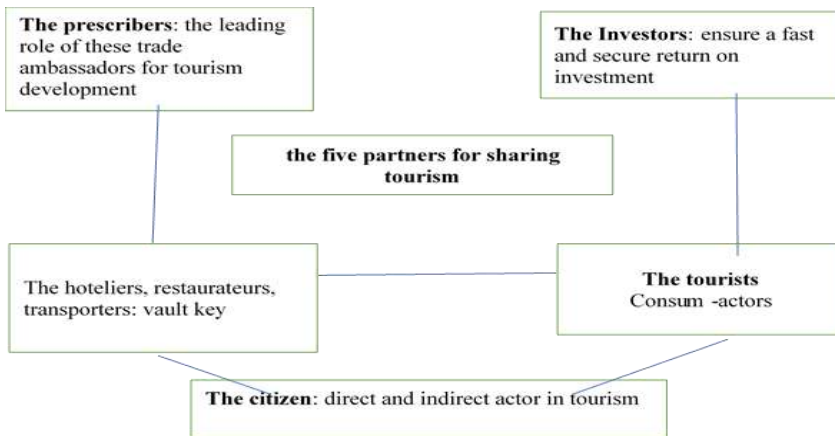 The prescribers: the leading
role of these trade
ambassadors for tourism
development
The Investors: ensure a fast
and secure return on
investment
the five partners for sharing
tourism
The hoteliers, restaurateurs,
transporters: vault key
The tourists
Consum -actors
The citizen: direct and indirect actor in tourism